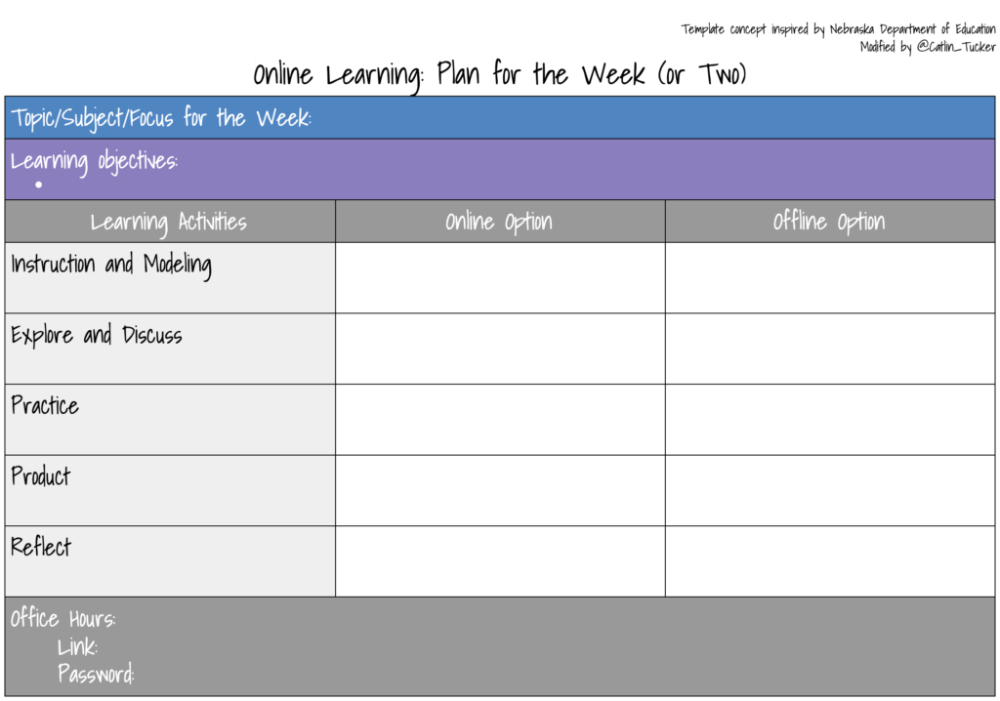 Template concept inspired by Nebraska Department of Education
Modified by @Catlin_Tucker
Online Learning: Plan for the Week (or Two)
Topic/Subject/Focus for the Week:
Learning objectives:
•
Learning Activities Online Option Offline Option
Instruction and Modeling
Explore and Discuss
Practice
Product
Reflect
Office Hours:
Link:
Password: